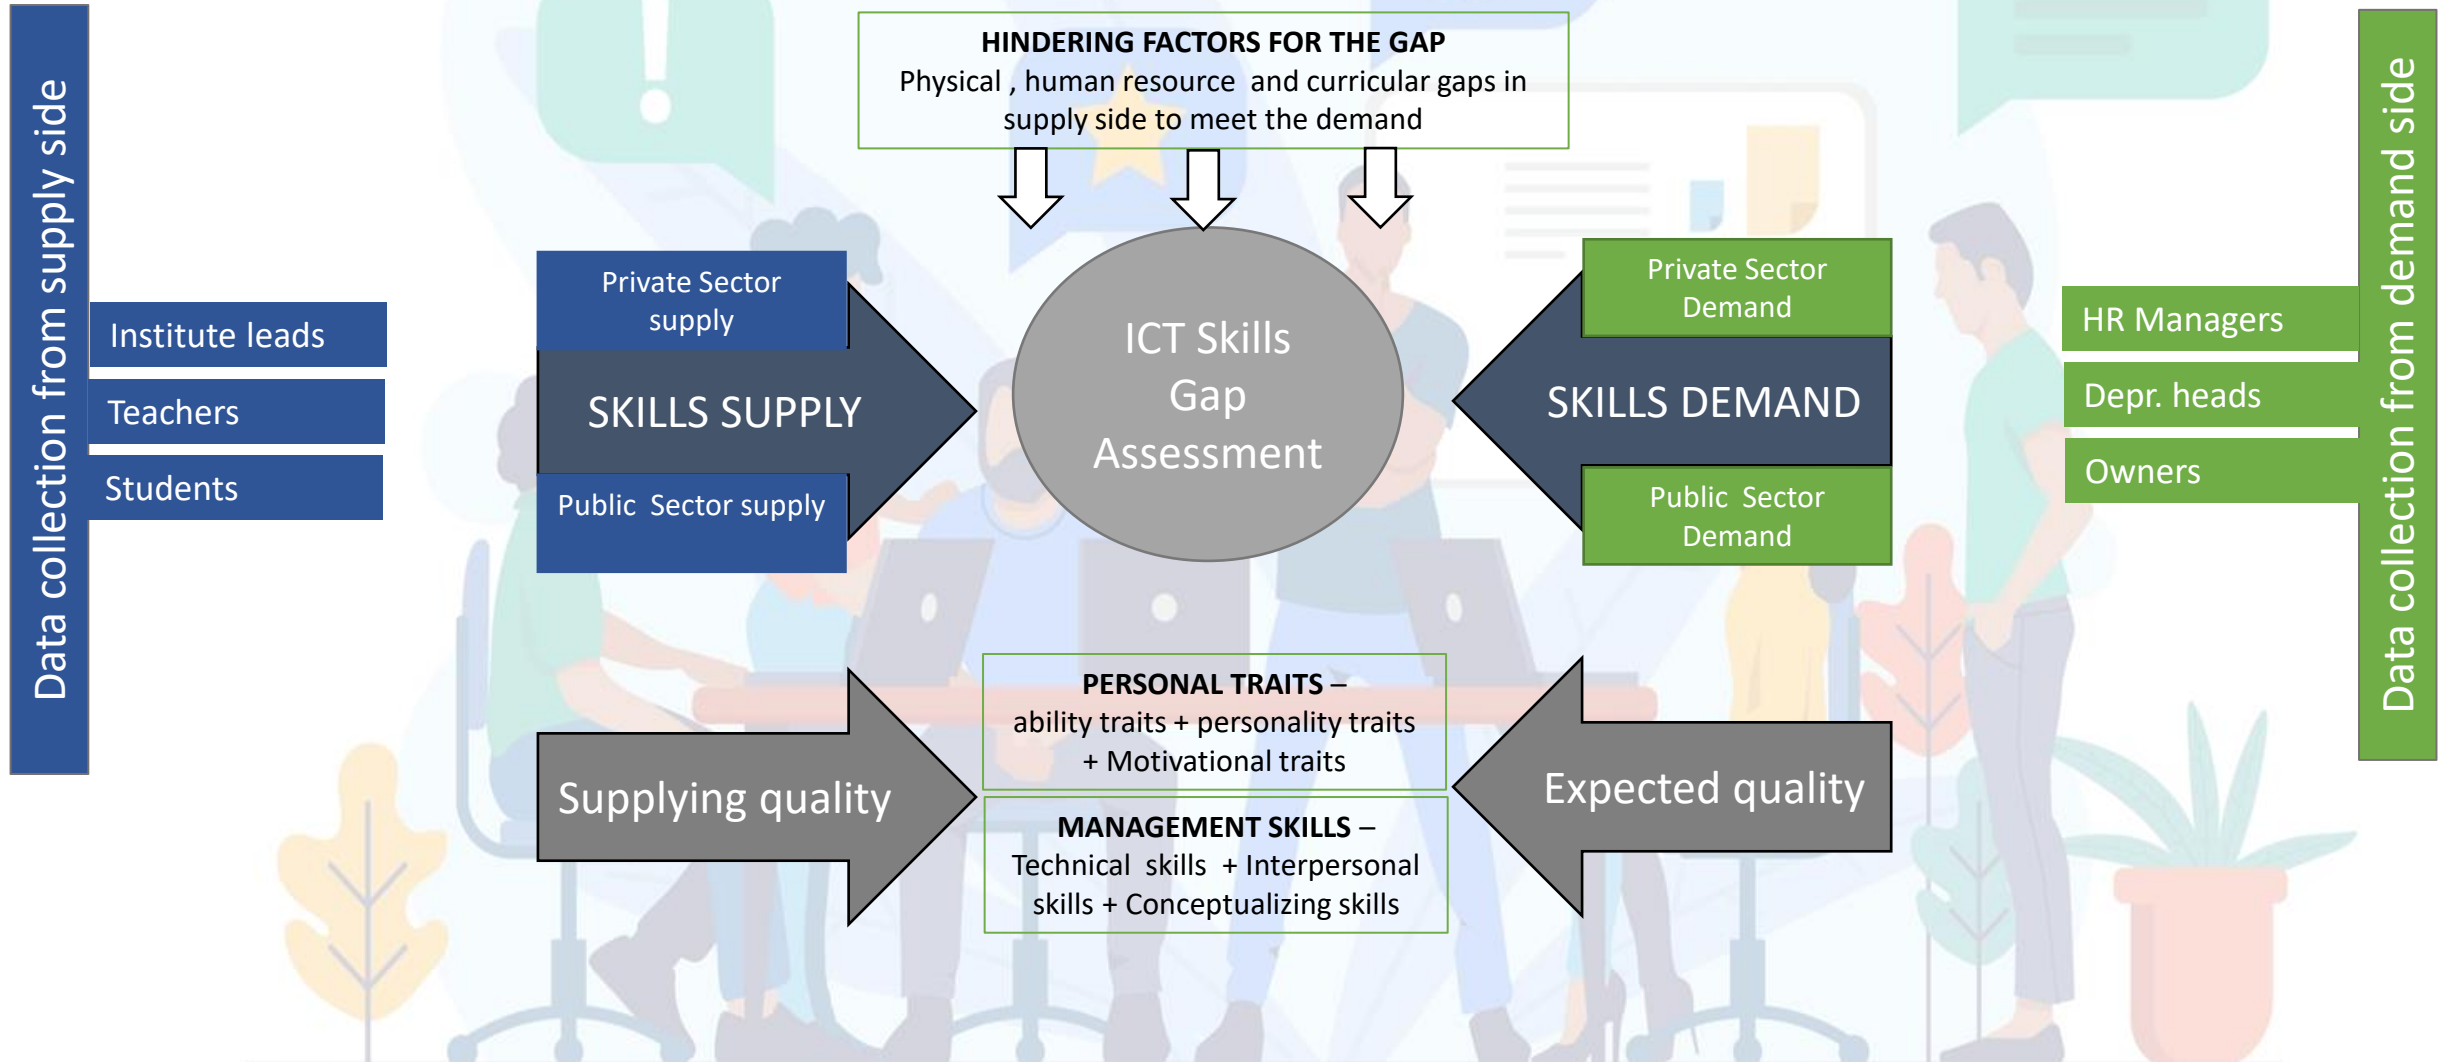 Data collection from supply side
Institute leads
Teachers
Students
HINDERING FACTORS FOR THE GAP
Physical , human resource  and curricular gaps in
supply side to meet the demand
Private Sector
supply
SKILLS SUPPLY
Public  Sector supply
ICT Skills
Gap
Assessment
Private Sector
Demand
SKILLS DEMAND
Public  Sector
Demand
HR Managers
Depr. heads
Owners
Data collection from demand side
Supplying quality
PERSONAL TRAITS –
ability traits + personality traits
+ Motivational traits
MANAGEMENT SKILLS –
Technical  skills  + Interpersonal
skills + Conceptualizing skills
Expected quality